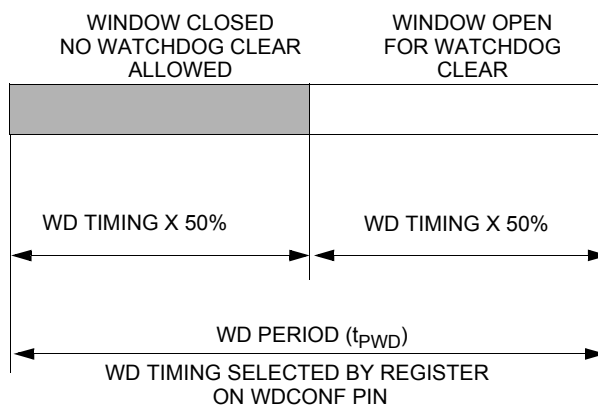 WINDOW CLOSED
NO WATCHDOG CLEAR
ALLOWED
WINDOW OPEN
FOR WATCHDOG
CLEAR
WD TIMING X 50%
WD TIMING X 50%
WD PERIOD (tPWD)
WD TIMING SELECTED BY REGISTER
ON WDCONF PIN